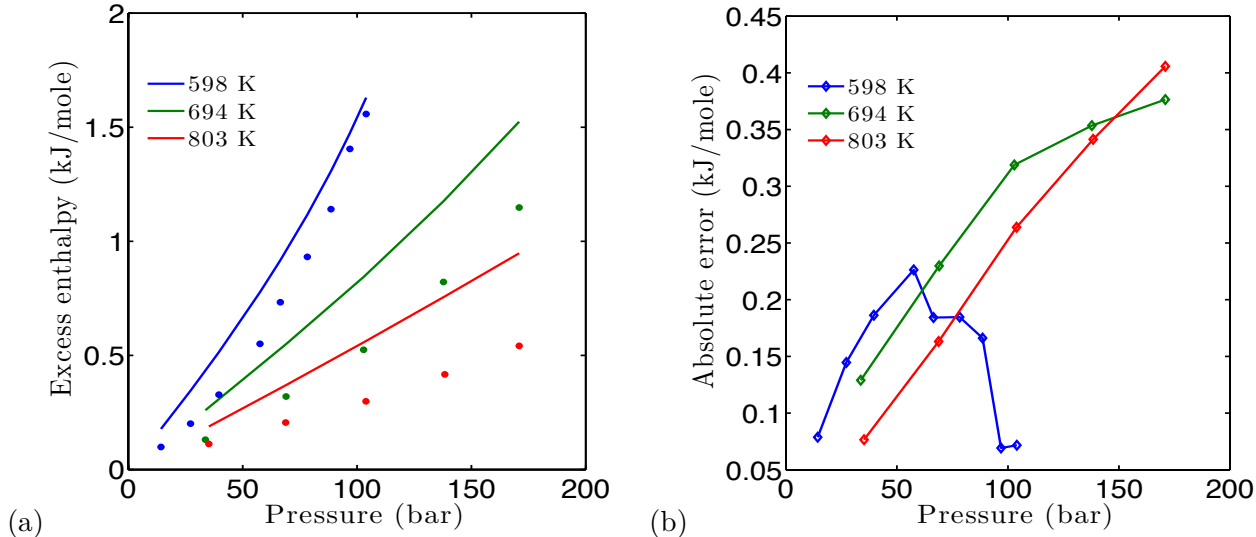 2
1.5
1
0.5
0
0 50 100 150 200
Excess enthalpy (kJ/mole)
Pressure (bar)
598 K
694 K
803 K
(a)
0.45
0.4
0.35
0.3
0.25
0.2
0.15
0.1
0.05
0 50 100 150 200
Absolute error (kJ/mole)
Pressure (bar)
598 K
694 K
803 K
(b)